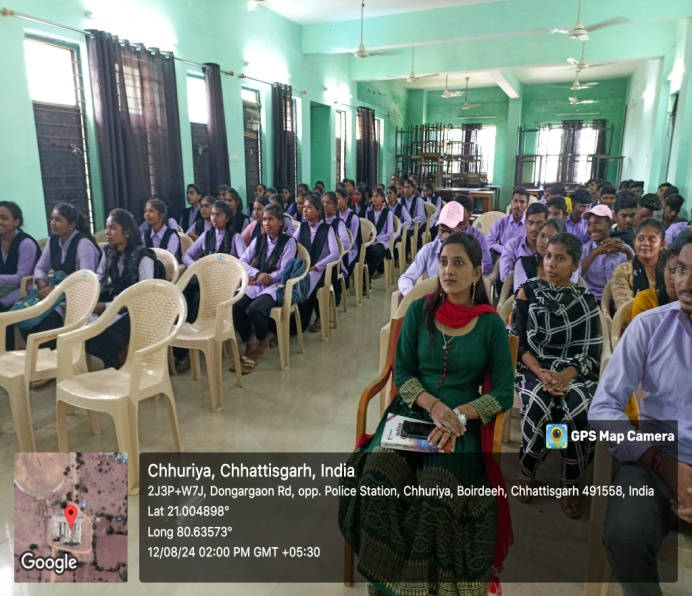 GPS Map Camera
Chhuriya, Chhattisgarh, India
2J3P+W7J, Dongargaon Rd, opp. Police Station, Chhuriya, Boirdeeh, Chhattisgarh 491558, India
Lat 21.004898°
Long 80.63573°
12/08/24 02:00 PM GMT +05:30
Google